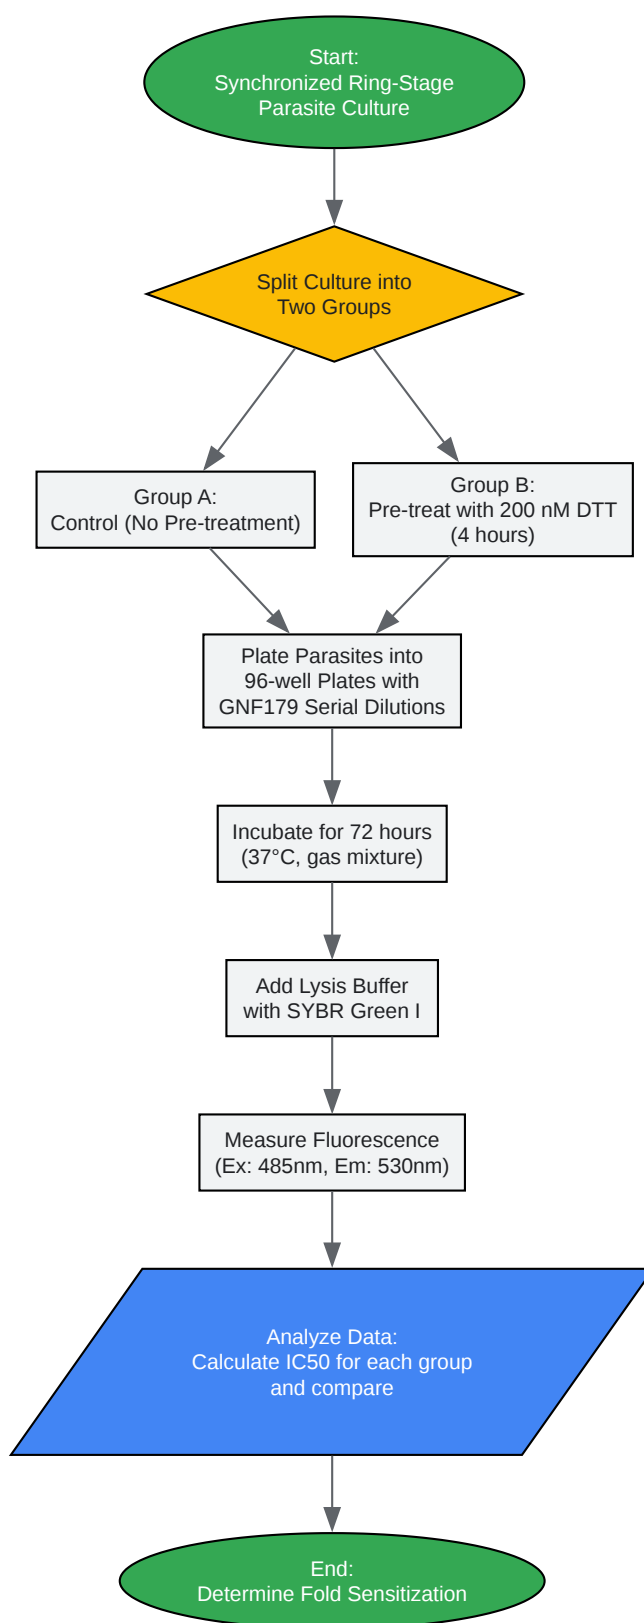 Start:
Synchronized Ring-Stage
Parasite Culture
Split Culture into
Two Groups
Group A:
Control (No Pre-treatment)
Group B:
Pre-treat with 200 nM DTT
(4 hours)
Plate Parasites into
96-well Plates with
GNF179 Serial Dilutions
Incubate for 72 hours
(37°C, gas mixture)
Add Lysis Buffer
with SYBR Green I
Measure Fluorescence
(Ex: 485nm, Em: 530nm)
Analyze Data:
Calculate IC50 for each group
and compare
End:
Determine Fold Sensitization